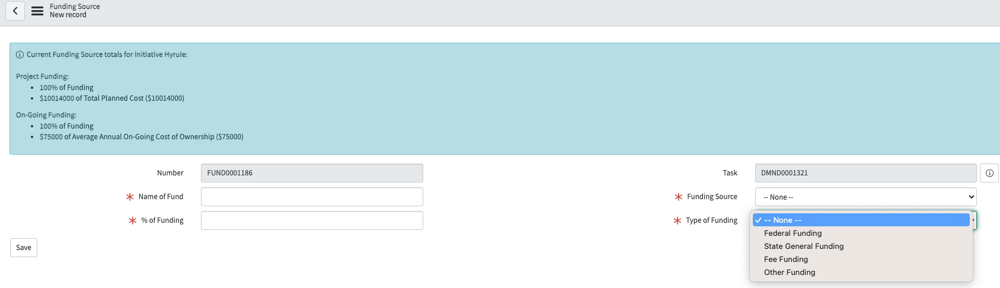 Funding Source
New record
Current Funding Source totals for Initiative Hyrule:
Project Funding:
100% of Funding
$10014000 of Total Planned Cost ($10014000)
On-Going Funding:
100% of Funding
$75000 of Average Annual On-Going Cost of Ownership ($75000)
Number FUND0001186
Task DMND0001321
* Name of Fund
* Funding Source -- None --
* % of Funding
* Type of Funding
✓ -- None --
Federal Funding
State General Funding
Fee Funding
Other Funding
Save